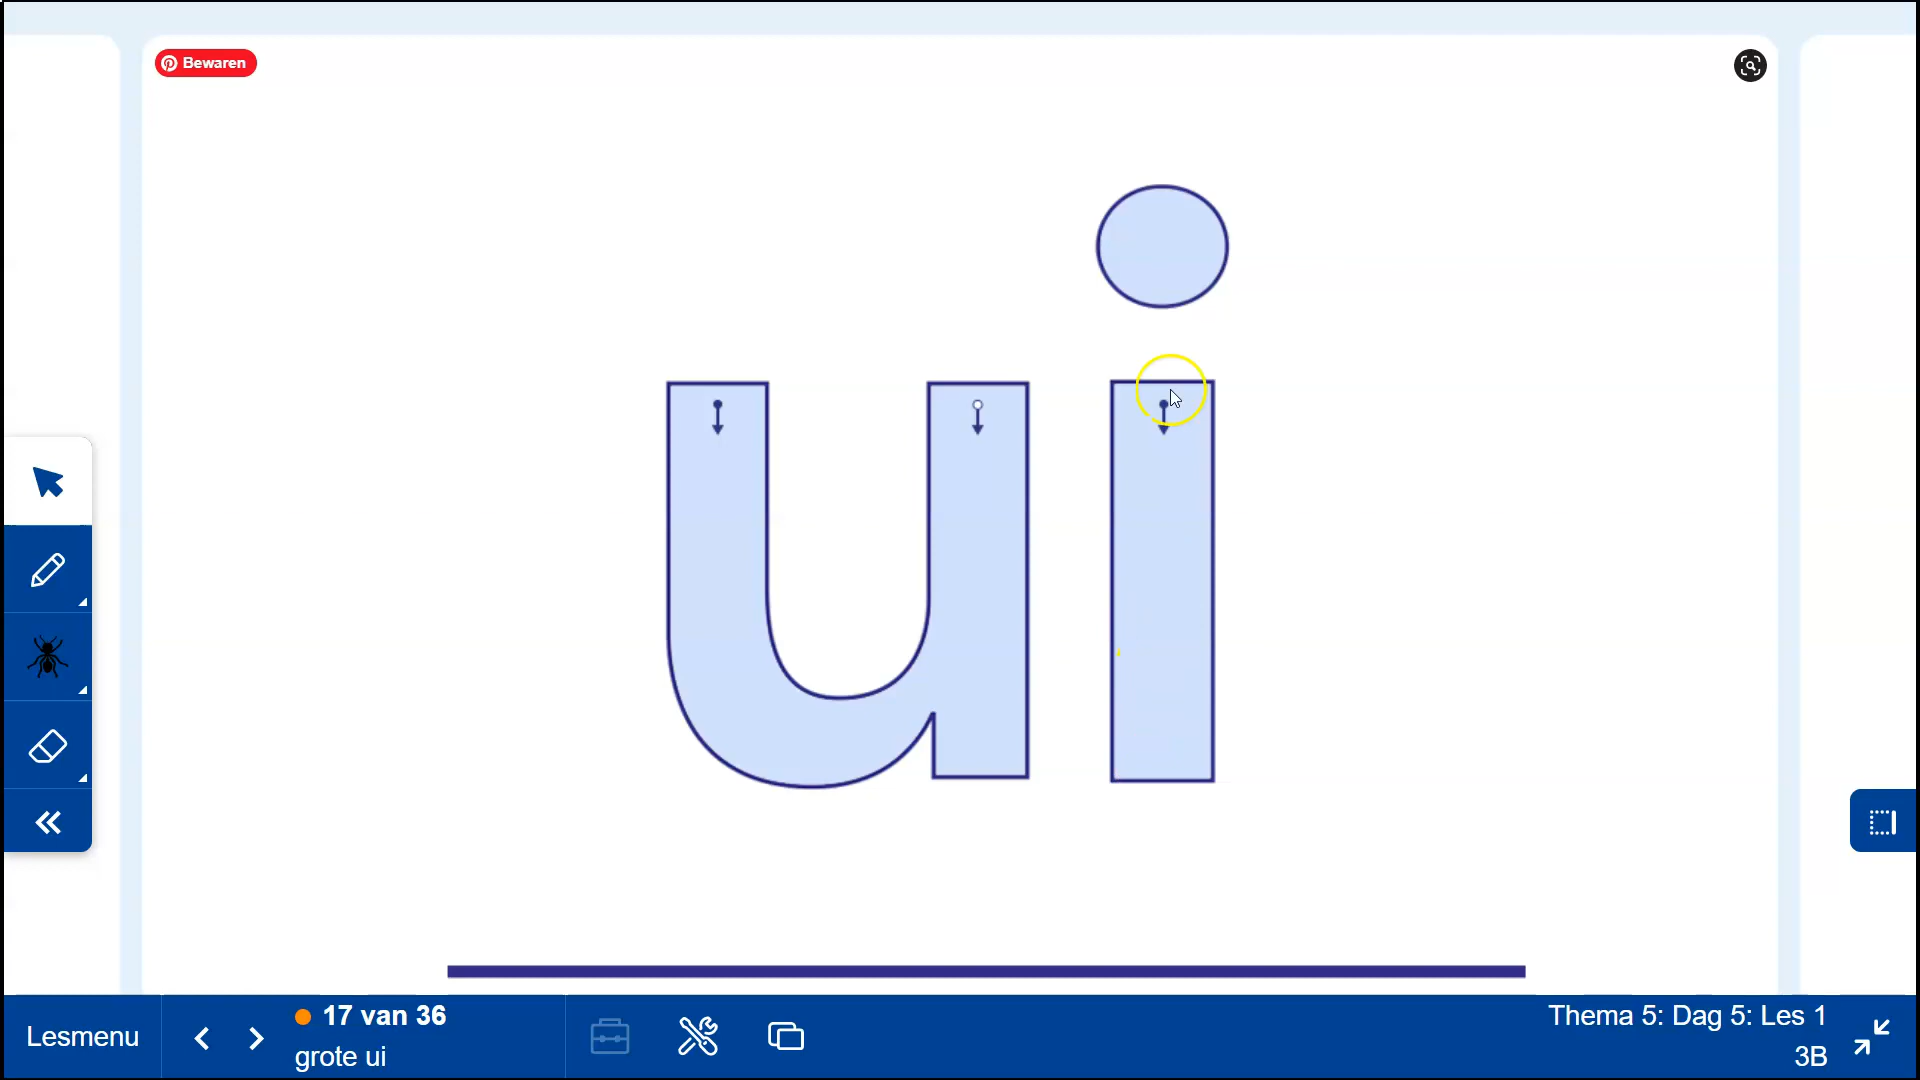 Bewaren
ui
Lesmenu
17 van 36
grote ui
Thema 5: Dag 5: Les 1
3B